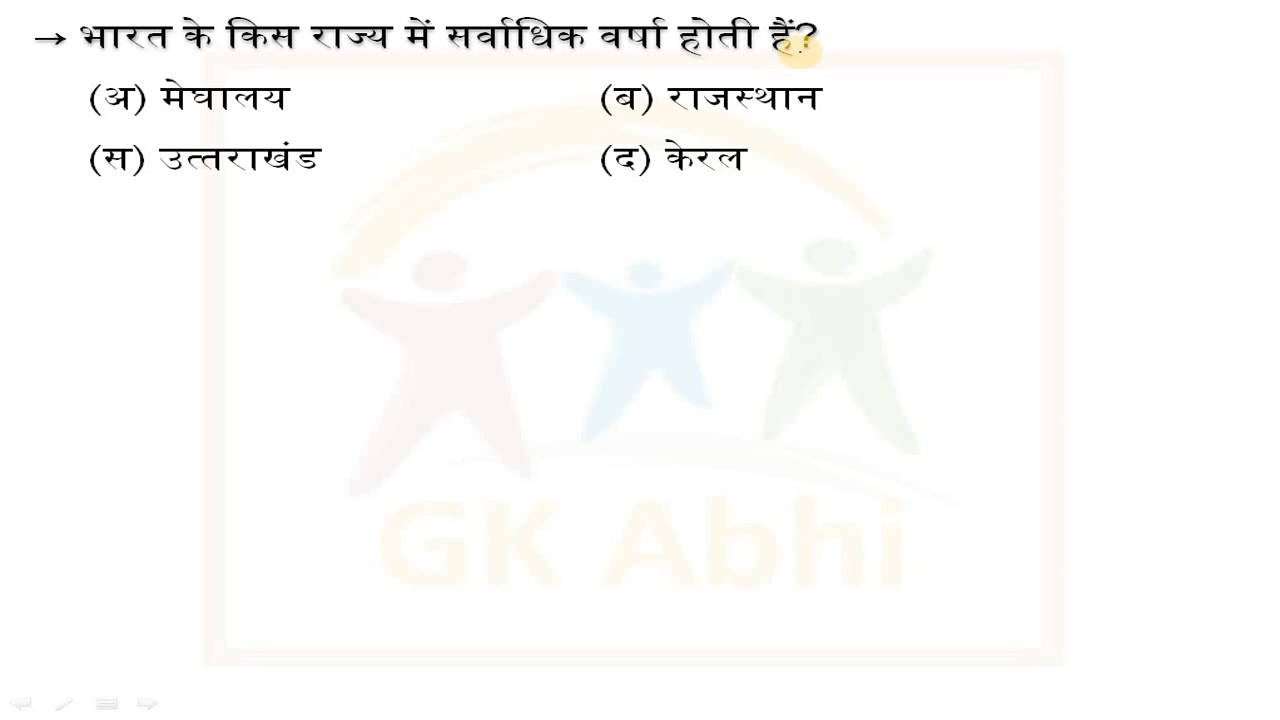 → भारत के किस राज्य में सर्वाधिक वर्षा होती हैं?
(अ) मेघालय (ब) राजस्थान
(स) उत्तराखंड (द) केरल
GK Abhi